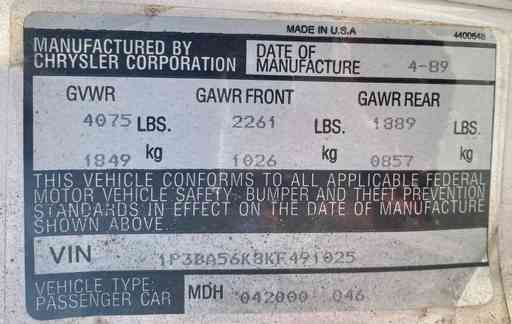 MADE IN U.S.A 4400548
MANUFACTURED BY
CHRYSLER CORPORATION
DATE OF
MANUFACTURE 4-89
GVWR GAWR FRONT GAWR REAR
4075 LBS. 2261 LBS. 1889 LBS.
1849 kg 1026 kg 0857 kg
THIS VEHICLE CONFORMS TO ALL APPLICABLE FEDERAL
MOTOR VEHICLE SAFETY, BUMPER AND THEFT PREVENTION
STANDARDS IN EFFECT ON THE DATE OF MANUFACTURE
SHOWN ABOVE.
VIN 1P3BA56K8KF491025
VEHICLE TYPE:
PASSENGER CAR
MDH 042000 046